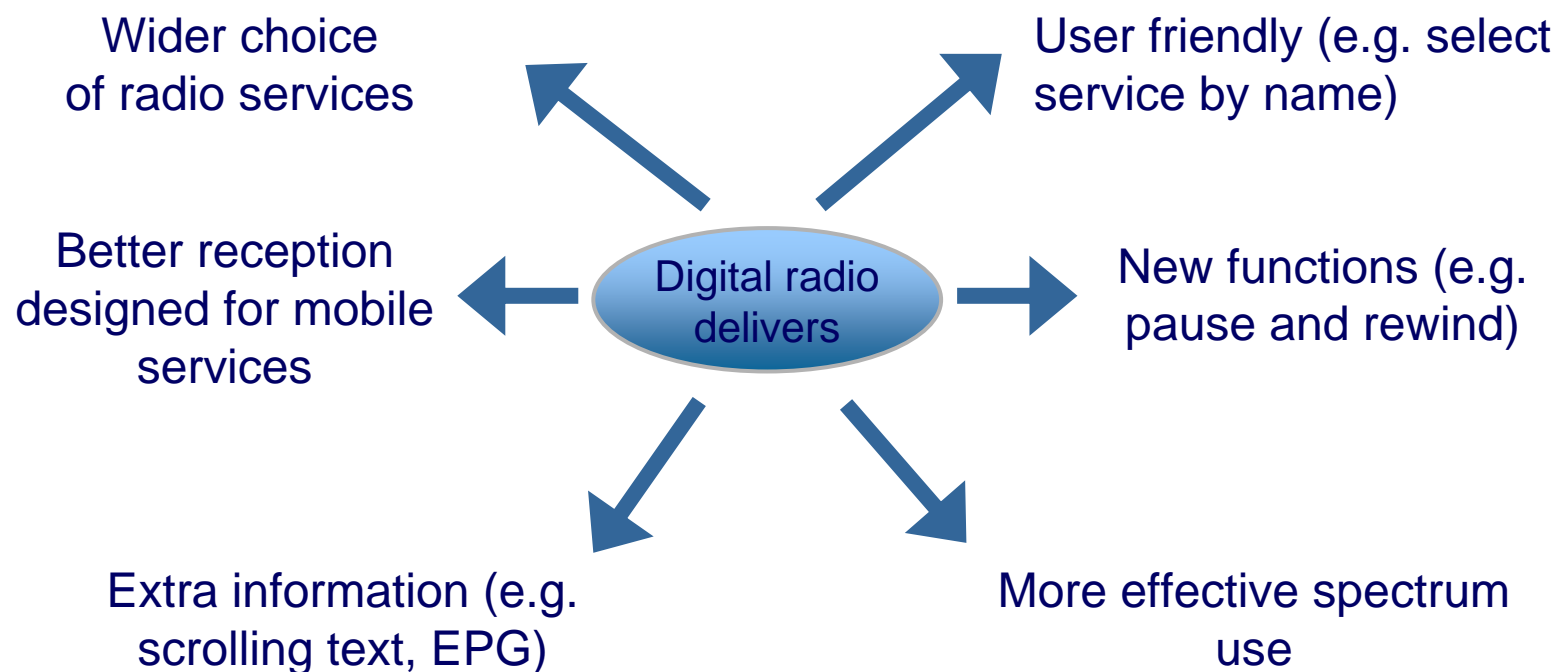 Wider choice
of radio services
User friendly (e.g. select
service by name)
Better reception
designed for mobile
services
Digital radio
delivers
New functions (e.g.
pause and rewind)
Extra information (e.g.
scrolling text, EPG)
More effective spectrum
use